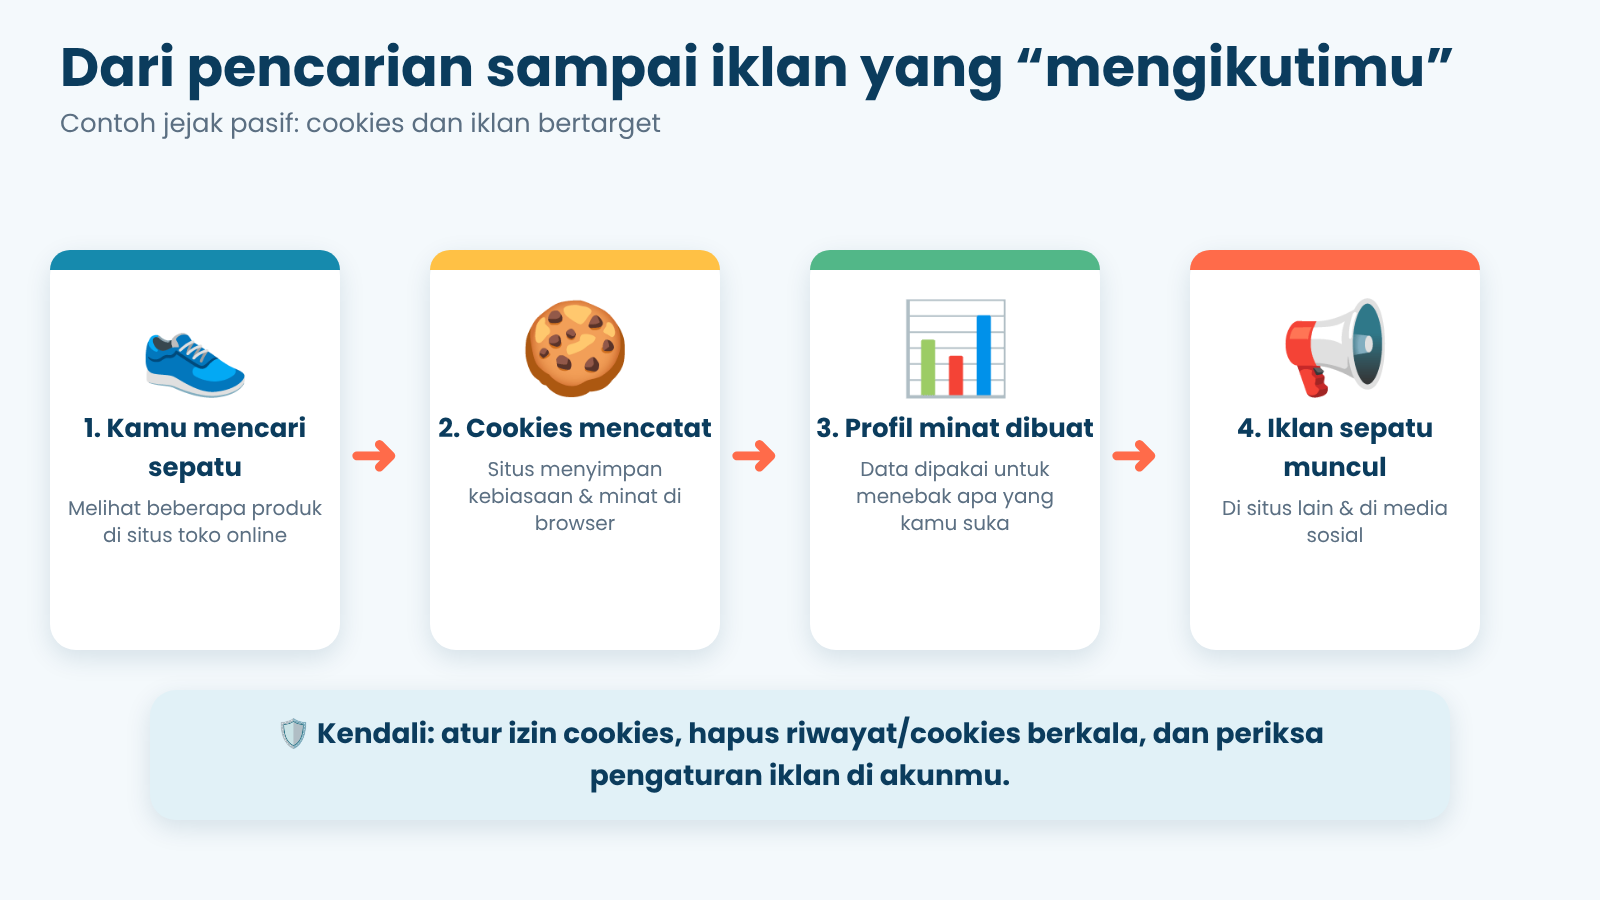 Dari pencarian sampai iklan yang “mengikutimu”
Contoh jejak pasif: cookies dan iklan bertarget
1. Kamu mencari
sepatu
Melihat beberapa produk
di situs toko online
2. Cookies mencatat
Situs menyimpan
kebiasaan & minat di
browser
3. Profil minat dibuat
Data dipakai untuk
menebak apa yang
kamu suka
4. Iklan sepatu
muncul
Di situs lain & di media
sosial
Kendali: atur izin cookies, hapus riwayat/cookies berkala, dan periksa
pengaturan iklan di akunmu.